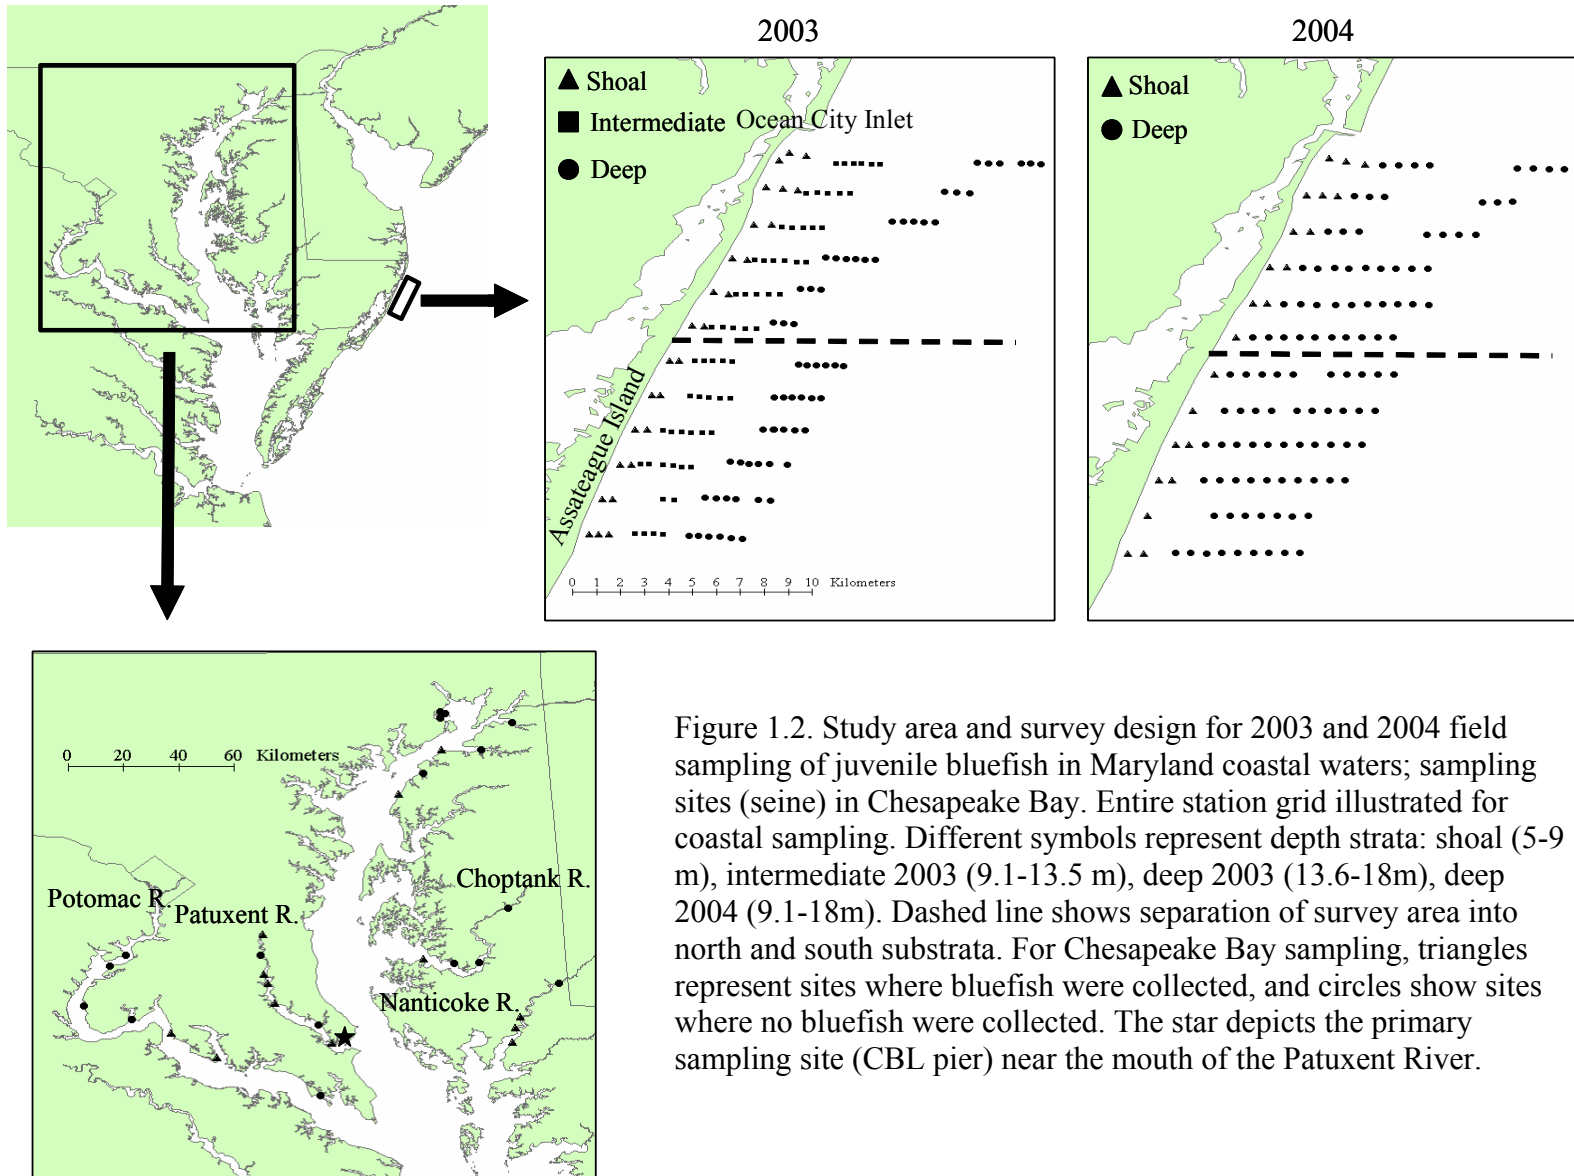 2003
2004
Shoal
Intermediate
Ocean City Inlet
Deep
Assateague Island
0 1 2 3 4 5 6 7 8 9 10 Kilometers
Shoal
Deep
0 20 40 60 Kilometers
Potomac R.
Patuxent R.
Choptank R.
Nanticoke R.
Figure 1.2. Study area and survey design for 2003 and 2004 field
sampling of juvenile bluefish in Maryland coastal waters; sampling
sites (seine) in Chesapeake Bay. Entire station grid illustrated for
coastal sampling. Different symbols represent depth strata: shoal (5-9
m), intermediate 2003 (9.1-13.5 m), deep 2003 (13.6-18m), deep
2004 (9.1-18m). Dashed line shows separation of survey area into
north and south substrata. For Chesapeake Bay sampling, triangles
represent sites where bluefish were collected, and circles show sites
where no bluefish were collected. The star depicts the primary
sampling site (CBL pier) near the mouth of the Patuxent River.